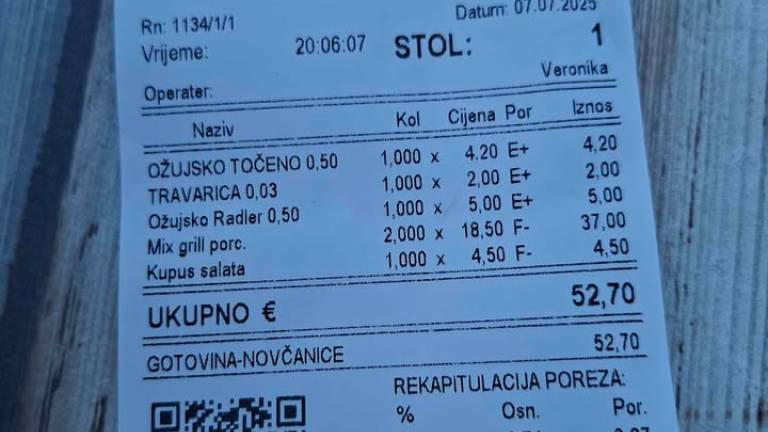 Rn: 1134/1/1 Datum: 07.07.2025
Vrijeme: 20:06:07 STOL: 1
Operater: Veronika
Naziv Kol Cijena Por Iznos
OŽUJSKO TOČENO 0,50 1,000 x 4,20 E+ 4,20
TRAVARICA 0,03 1,000 x 2,00 E+ 2,00
Ožujsko Radler 0,50 1,000 x 5,00 E+ 5,00
Mix grill porc. 2,000 x 18,50 F- 37,00
Kupus salata 1,000 x 4,50 F- 4,50
UKUPNO € 52,70
GOTOVINA-NOVČANICE 52,70
REKAPITULACIJA POREZA:
% Osn. Por.